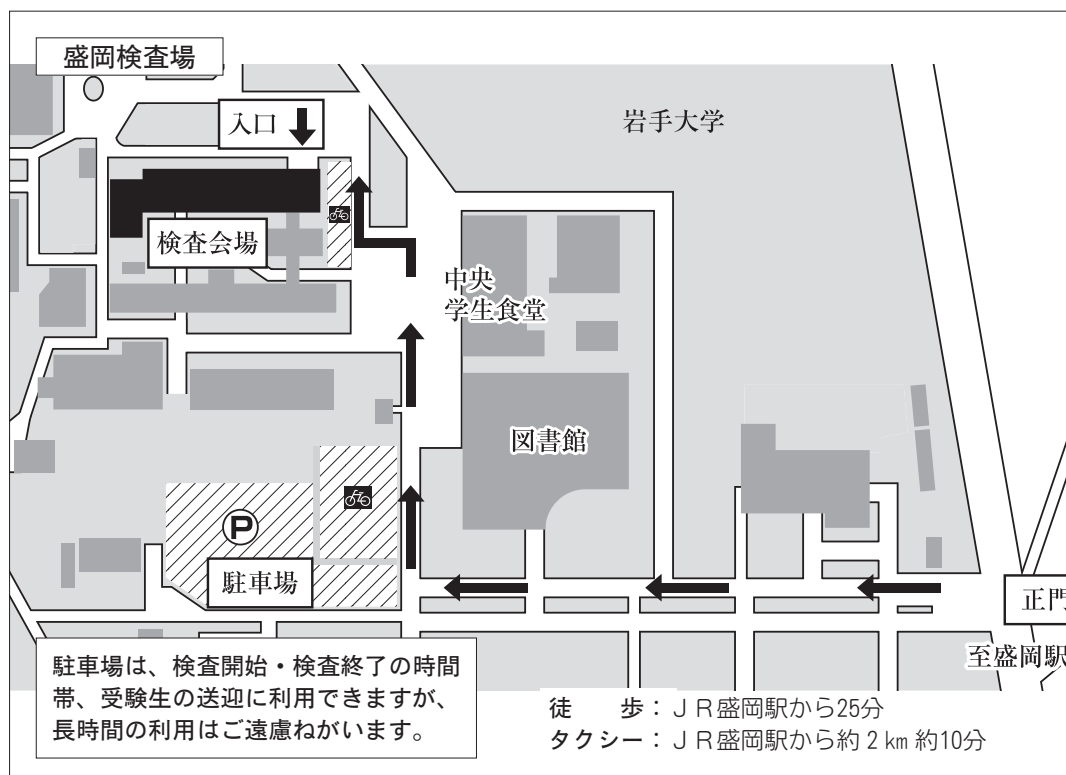 盛岡検査場
入口
岩手大学
検査会場
中央
学生食堂
図書館
P
駐車場
正門
至盛岡駅
駐車場は、検査開始・検査終了の時間
帯、受験生の送迎に利用できますが、
長時間の利用はご遠慮ねがいます。
徒　歩：ＪＲ盛岡駅から25分
タクシー：ＪＲ盛岡駅から約２km 約10分